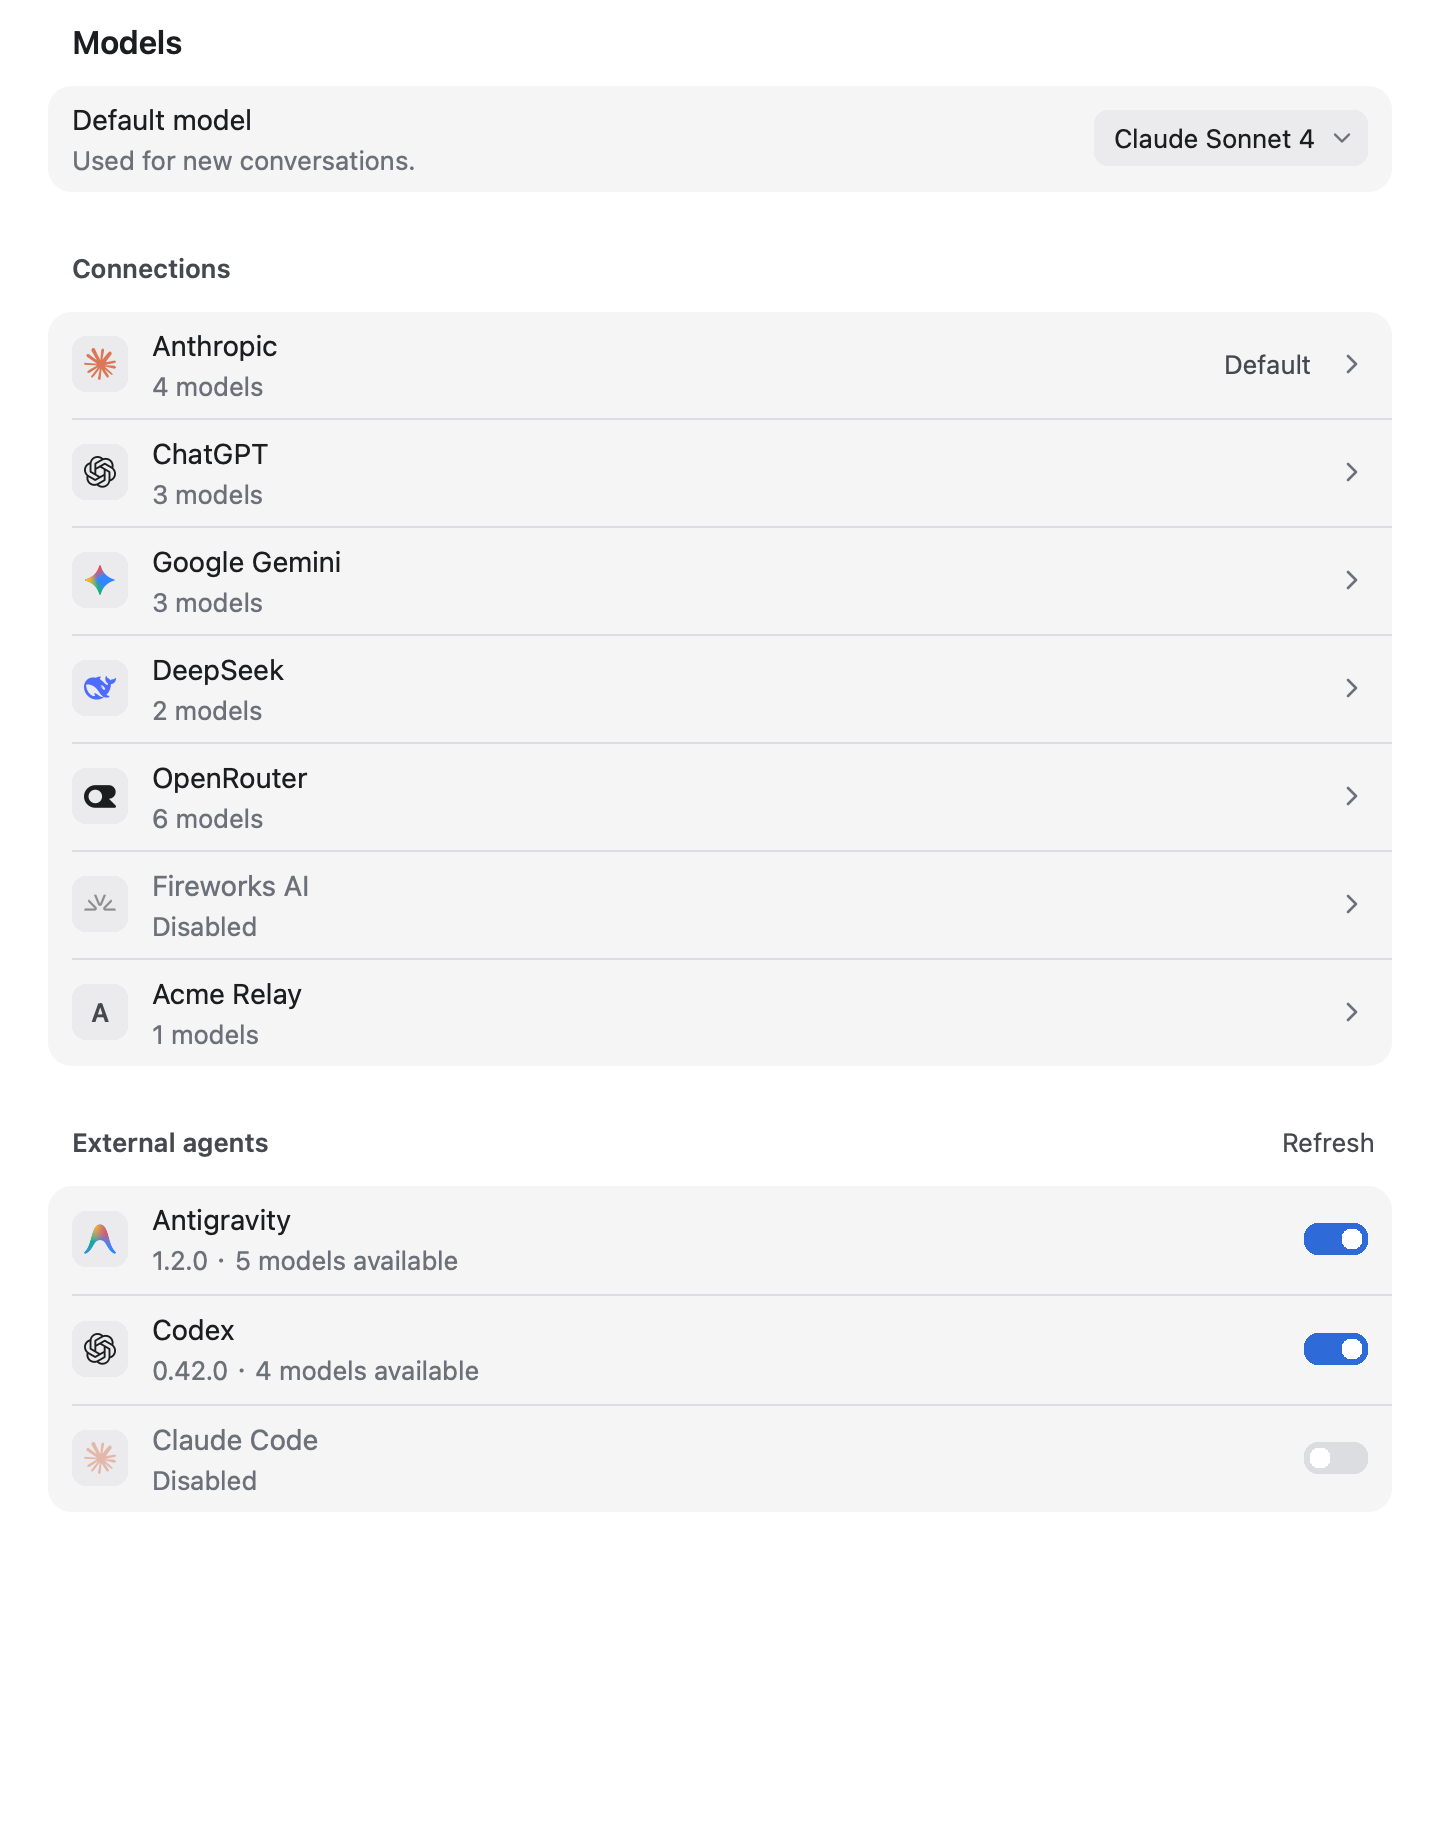 Models
Default model
Used for new conversations.
Claude Sonnet 4
Connections
Anthropic
4 models
Default
ChatGPT
3 models
Google Gemini
3 models
DeepSeek
2 models
OpenRouter
6 models
Fireworks AI
Disabled
A
Acme Relay
1 models
External agents
Refresh
Antigravity
1.2.0 · 5 models available
Codex
0.42.0 · 4 models available
Claude Code
Disabled